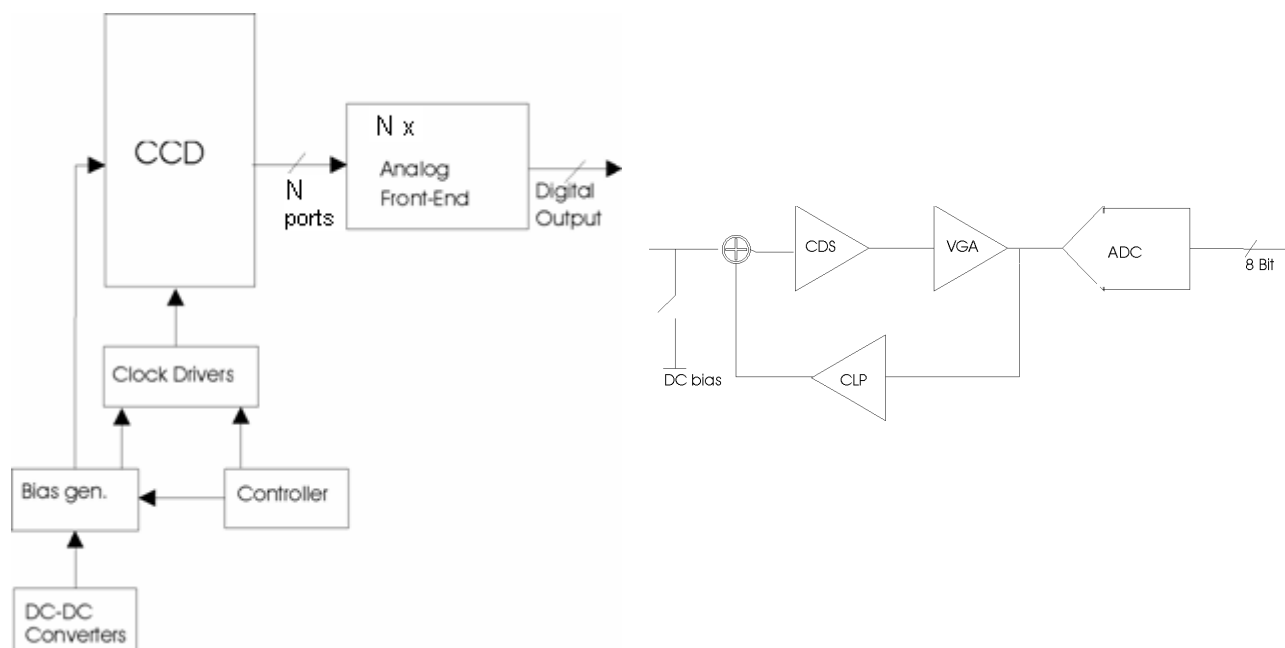 CCD
N
ports
N x
Analog
Front-End
Digital
Output
Clock Drivers
Bias gen.
Controller
DC-DC
Converters
CDS
VGA
ADC
8 Bit
DC bias
CLP